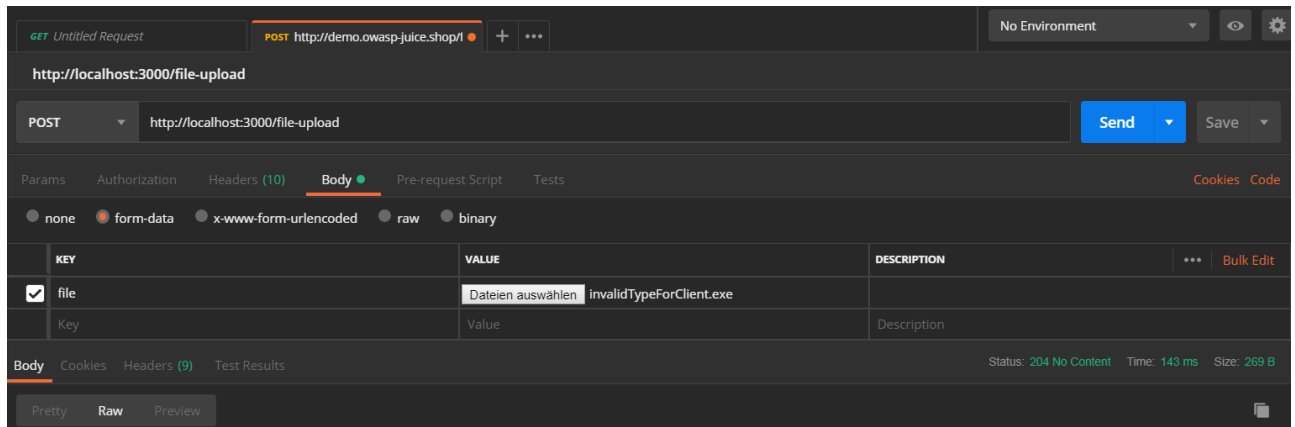 GET Untitled Request POST http://demo.owasp-juice.shop/f + ••• No Environment
http://localhost:3000/file-upload
POST http://localhost:3000/file-upload Send Save
Params Authorization Headers (10) Body Pre-request Script Tests Cookies Code
none form-data x-www-form-urlencoded raw binary
KEY VALUE DESCRIPTION ••• Bulk Edit
file Dateien auswählen invalidTypeForClient.exe
Key Value Description
Body Cookies Headers (9) Test Results Status: 204 No Content Time: 143 ms Size: 269 B
Pretty Raw Preview